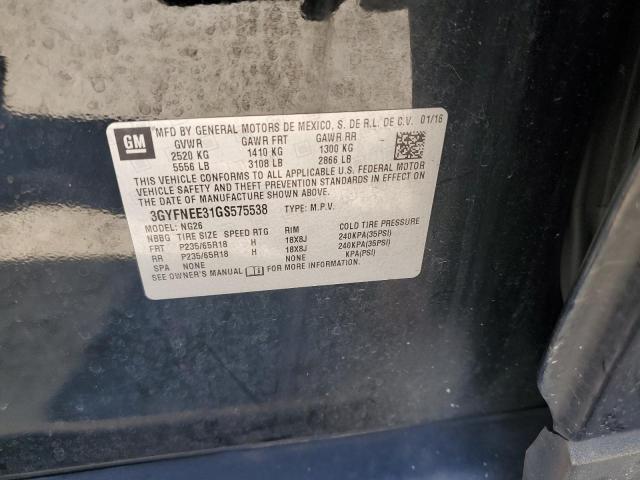 GM
MFD BY GENERAL MOTORS DE MEXICO, S. DE R.L. DE C.V. 01/16
GVWR GAWR FRT GAWR RR
2520 KG 1410 KG 1300 KG
5556 LB 3108 LB 2866 LB
THIS VEHICLE CONFORMS TO ALL APPLICABLE U.S. FEDERAL MOTOR
VEHICLE SAFETY, AND THEFT PREVENTION STANDARDS IN EFFECT ON
THE DATE OF MANUFACTURE SHOWN ABOVE.
3GYFNEE31GS575538 TYPE: M.P.V.
MODEL: NG26
NBBG TIRE SIZE SPEED RTG RIM COLD TIRE PRESSURE
FRT P235/65R18 H 18X8J 240KPA(35PSI)
RR P235/65R18 H 18X8J 240KPA(35PSI)
SPA NONE NONE KPA(PSI)
SEE OWNER'S MANUAL FOR MORE INFORMATION.